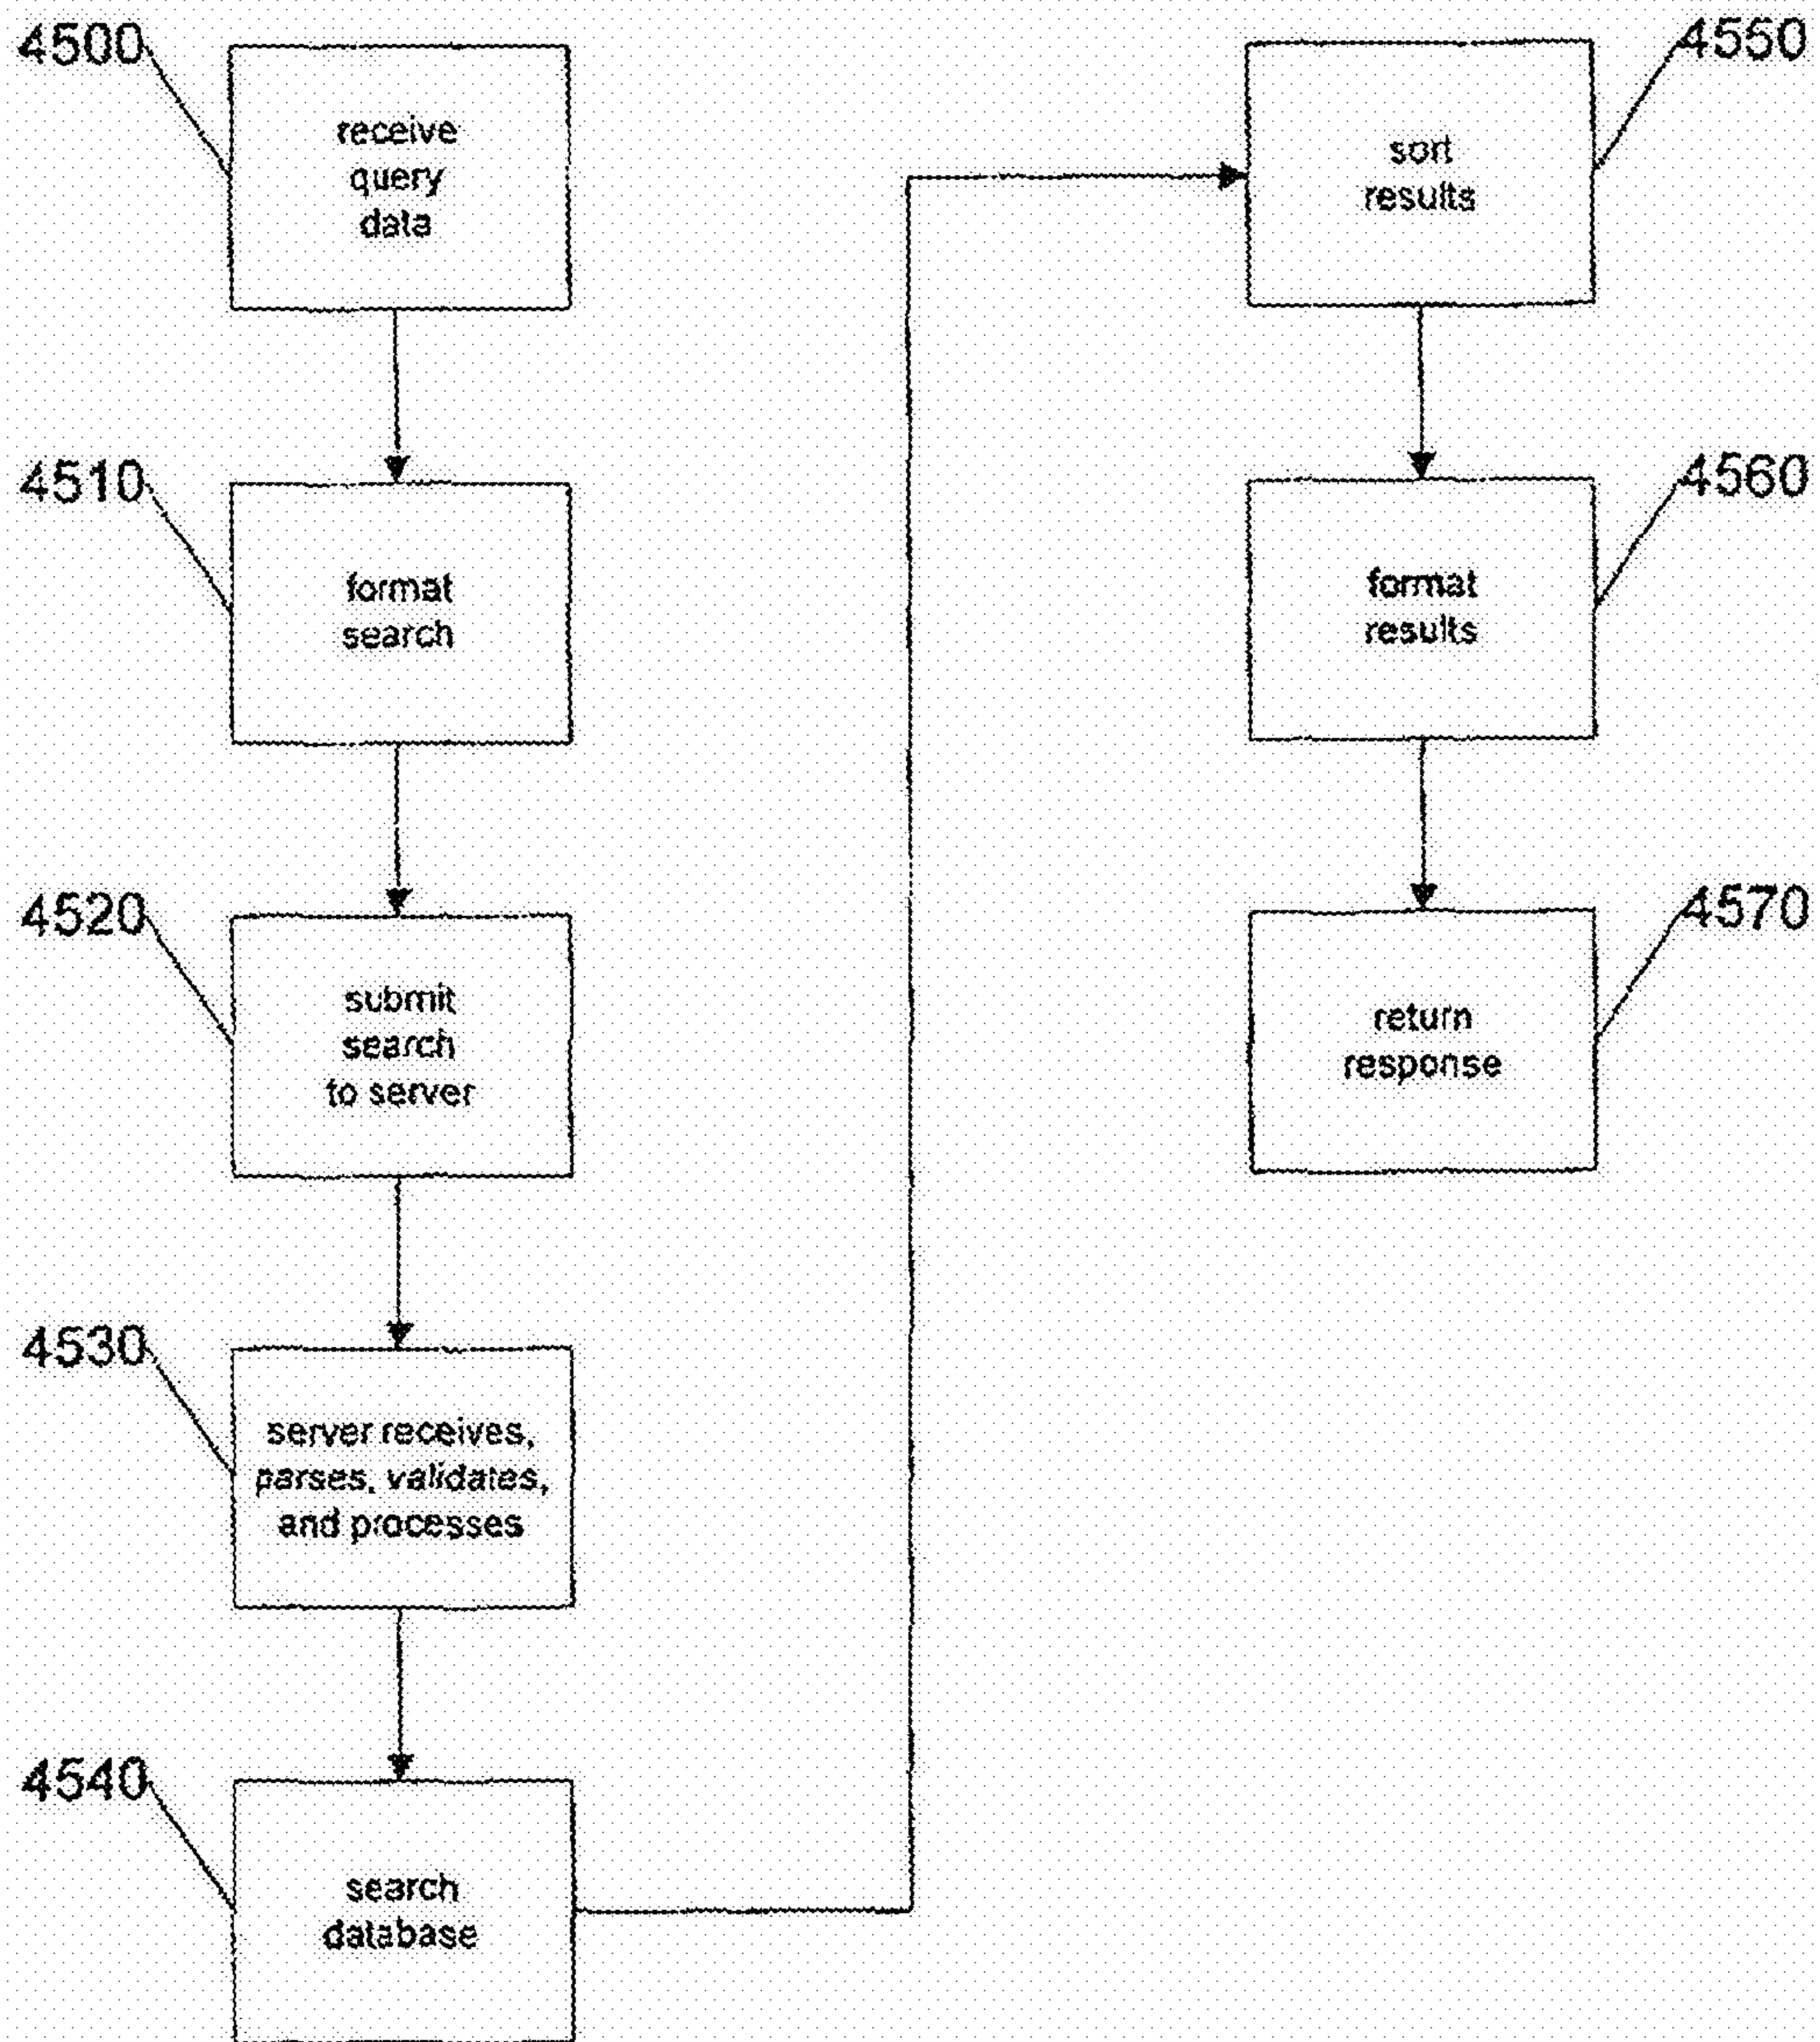 4500
receive
query
data
4510
format
search
4520
submit
search
to server
4530
server receives,
parses, validates,
and processes
4540
search
database
4550
sort
results
4560
format
results
4570
return
response